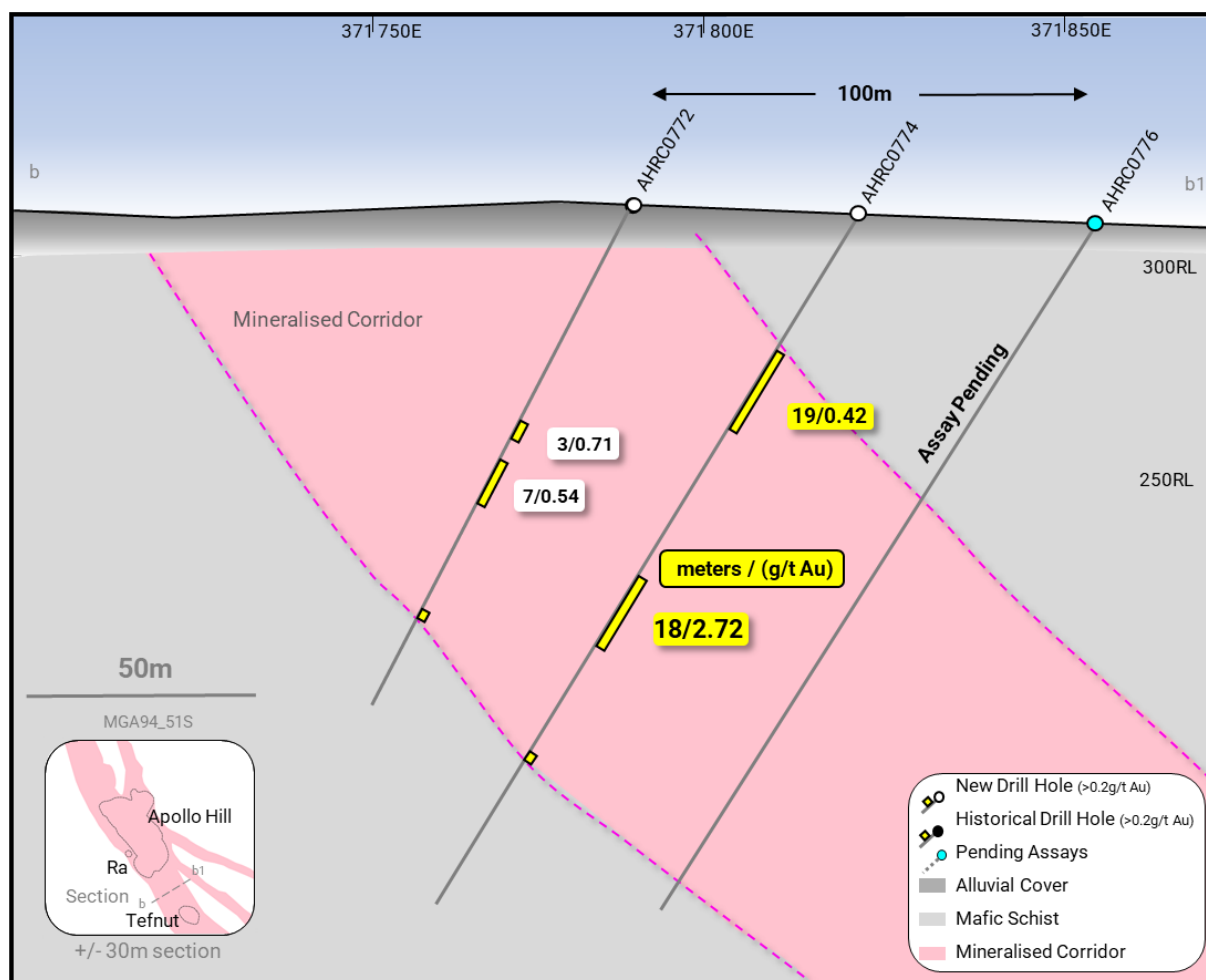 371 750E
371 800E
371 850E
100m
AHRC0772
AHRC0774
AHRC0776
b
b1
300RL
Mineralised Corridor
Assay Pending
19/0.42
3/0.71
250RL
7/0.54
meters / (g/t Au)
18/2.72
50m
MGA94_51S
Apollo Hill
Ra
b1
Section
b
Tefnut
+/- 30m section
New Drill Hole (>0.2g/t Au)
Historical Drill Hole (>0.2g/t Au)
Pending Assays
Alluvial Cover
Mafic Schist
Mineralised Corridor